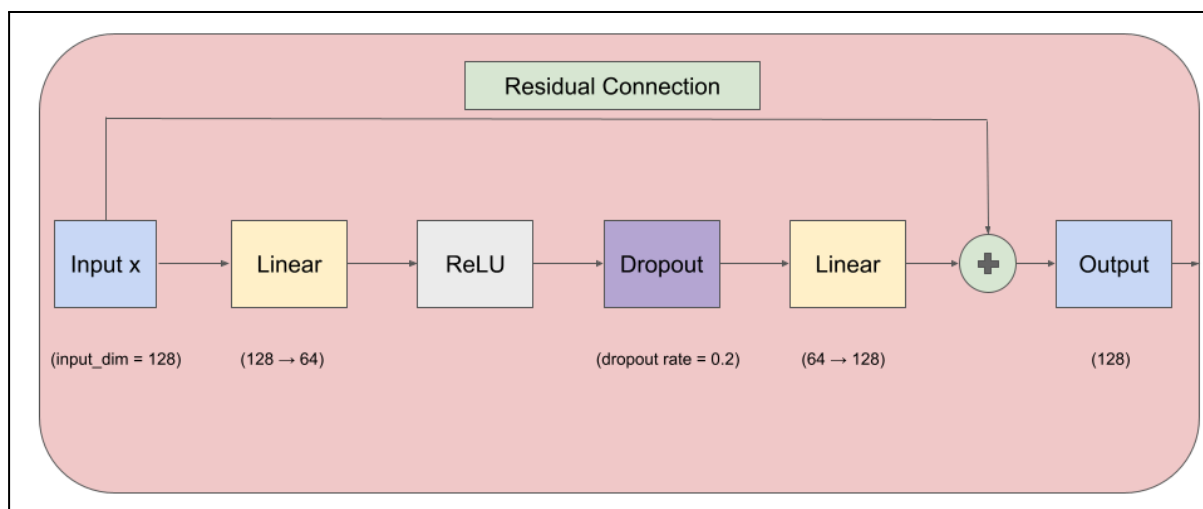 Residual Connection
Input x
Linear
ReLU
Dropout
Linear
Output
(input_dim = 128)
(128 → 64)
(dropout rate = 0.2)
(64 → 128)
(128)